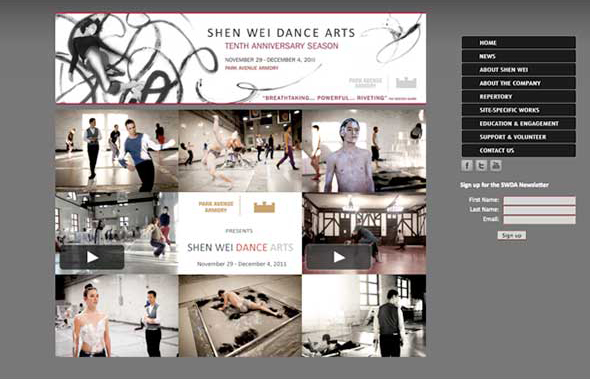 SHEN WEI DANCE ARTS
TENTH ANNIVERSARY SEASON
NOVEMBER 29 - DECEMBER 4, 2011
PARK AVENUE ARMORY
PARK AVENUE
ARMORY
"BREATHTAKING... POWERFUL... RIVETING"
PARK AVENUE
ARMORY
PRESENTS
SHEN WEI DANCE ARTS
November 29 - December 4, 2011
HOME
NEWS
ABOUT SHEN WEI
ABOUT THE COMPANY
REPERTORY
SITE-SPECIFIC WORKS
EDUCATION & ENGAGEMENT
SUPPORT & VOLUNTEER
CONTACT US
Sign up for the SWDA Newsletter
First Name:
Last Name:
Email:
Sign up